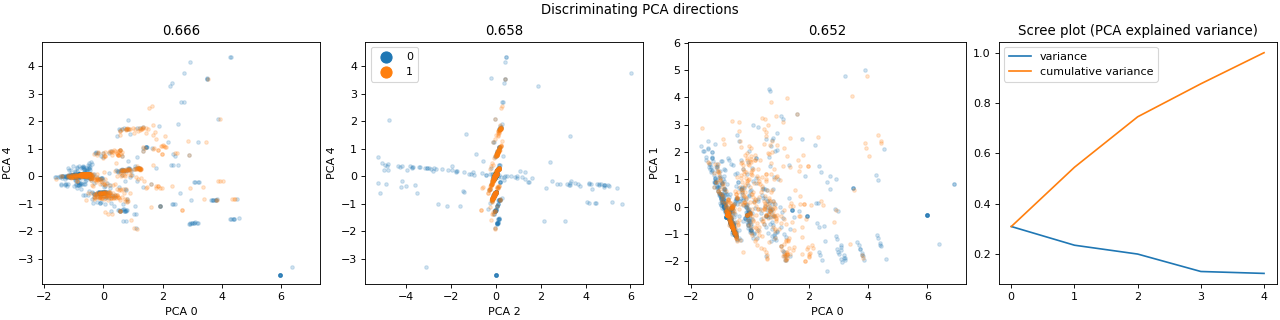 Discriminating PCA directions
0.666
4
3
2
1
0
−1
−2
−3
−2 0 2 4 6
PCA 4
PCA 0
0.658
0
1
4
3
2
1
0
−1
−2
−3
−4 −2 0 2 4 6
PCA 4
PCA 2
0.652
6
5
4
3
2
1
0
−1
−2
−2 0 2 4 6
PCA 1
PCA 0
Scree plot (PCA explained variance)
variance
cumulative variance
1.0
0.8
0.6
0.4
0.2
0 1 2 3 4